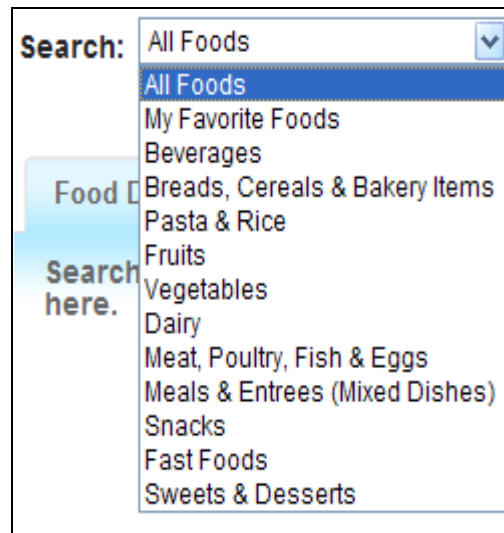 Search: All Foods
All Foods
My Favorite Foods
Beverages
Food D
Breads, Cereals & Bakery Items
Pasta & Rice
Fruits
Search
Vegetables
here.
Dairy
Meat, Poultry, Fish & Eggs
Meals & Entrees (Mixed Dishes)
Snacks
Fast Foods
Sweets & Desserts